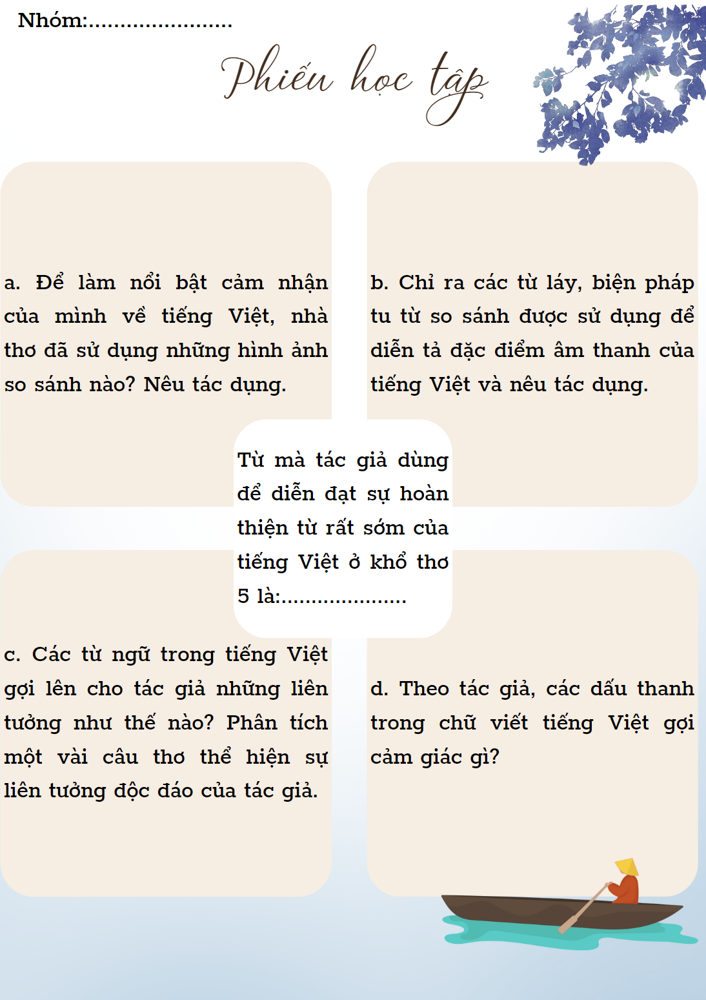 Nhóm:.......................
Phiếu học tập
a. Để làm nổi bật cảm nhận
của mình về tiếng Việt, nhà
thơ đã sử dụng những hình ảnh
so sánh nào? Nêu tác dụng.
b. Chỉ ra các từ láy, biện pháp
tu từ so sánh được sử dụng để
diễn tả đặc điểm âm thanh của
tiếng Việt và nêu tác dụng.
Từ mà tác giả dùng
để diễn đạt sự hoàn
thiện từ rất sớm của
tiếng Việt ở khổ thơ
5 là:.....................
c. Các từ ngữ trong tiếng Việt
gợi lên cho tác giả những liên
tưởng như thế nào? Phân tích
một vài câu thơ thể hiện sự
liên tưởng độc đáo của tác giả.
d. Theo tác giả, các dấu thanh
trong chữ viết tiếng Việt gợi
cảm giác gì?